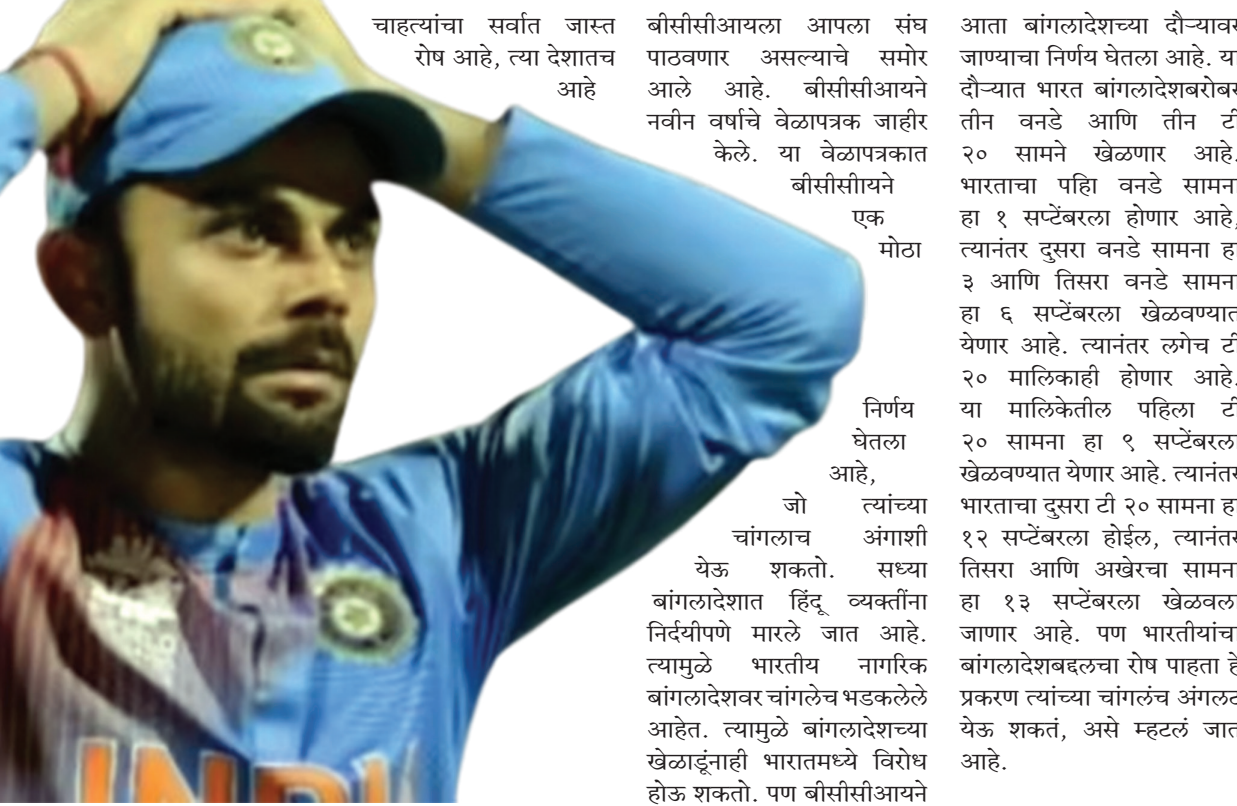 चाहत्यांचा सर्वात जास्त
रोष आहे, त्या देशातच
आहे
बीसीसीआयला आपला संघ
पाठवणार असल्याचे समोर
आले आहे. बीसीसीआयने
नवीन वर्षाचे वेळापत्रक जाहीर
केले. या वेळापत्रकात
बीसीसीायने
एक
मोठा
निर्णय
घेतला
आहे,
जो त्यांच्या
चांगलाच अंगाशी
येऊ शकतो. सध्या
बांगलादेशात हिंदू व्यक्तींना
निर्दयीपणे मारले जात आहे.
त्यामुळे भारतीय नागरिक
बांगलादेशवर चांगलेच भडकलेले
आहेत. त्यामुळे बांगलादेशच्या
खेळाडूंनाही भारातमध्ये विरोध
होऊ शकतो. पण बीसीसीआयने
आता बांगलादेशच्या दौऱ्यावर
जाण्याचा निर्णय घेतला आहे. या
दौऱ्यात भारत बांगलादेशबरोबर
तीन वनडे आणि तीन टी
२० सामने खेळणार आहे.
भारताचा पहिा वनडे सामना
हा १ सप्टेंबरला होणार आहे,
त्यानंतर दुसरा वनडे सामना हा
३ आणि तिसरा वनडे सामना
हा ६ सप्टेंबरला खेळवण्यात
येणार आहे. त्यानंतर लगेच टी
२० मालिकाही होणार आहे.
या मालिकेतील पहिला टी
२० सामना हा ९ सप्टेंबरला
खेळवण्यात येणार आहे. त्यानंतर
भारताचा दुसरा टी २० सामना हा
१२ सप्टेंबरला होईल, त्यानंतर
तिसरा आणि अखेरचा सामना
हा १३ सप्टेंबरला खेळवला
जाणार आहे. पण भारतीयांचा
बांगलादेशबद्दलचा रोष पाहता हे
प्रकरण त्यांच्या चांगलंच अंगलट
येऊ शकतं, असे म्हटलं जात
आहे.